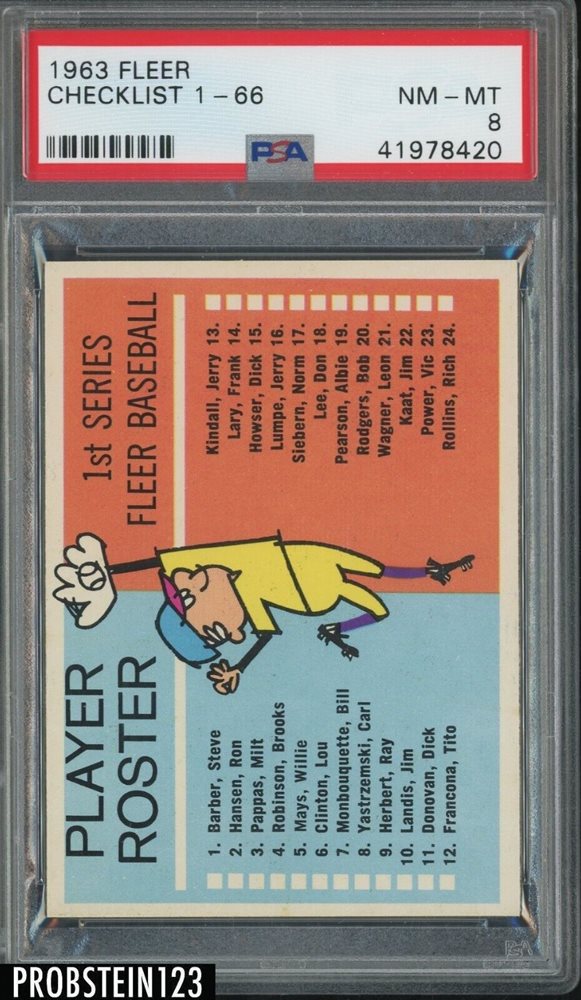 1963 FLEER
CHECKLIST 1-66
NM-MT
8
PSA
41978420
PLAYER
ROSTER
1st SERIES
FLEER BASEBALL
1. Barber, Steve
2. Hansen, Ron
3. Pappas, Milt
4. Robinson, Brooks
5. Mays, Willie
6. Clinton, Lou
7. Monbouquette, Bill
8. Yastrzemski, Carl
9. Herbert, Ray
10. Landis, Jim
11. Donovan, Dick
12. Francona, Tito
Kindall, Jerry 13.
Lary, Frank 14.
Howser, Dick 15.
Lumpe, Jerry 16.
Siebern, Norm 17.
Lee, Don 18.
Pearson, Albie 19.
Rodgers, Bob 20.
Wagner, Leon 21.
Kaat, Jim 22.
Power, Vic 23.
Rollins, Rich 24.
PSA
PROBSTEIN123